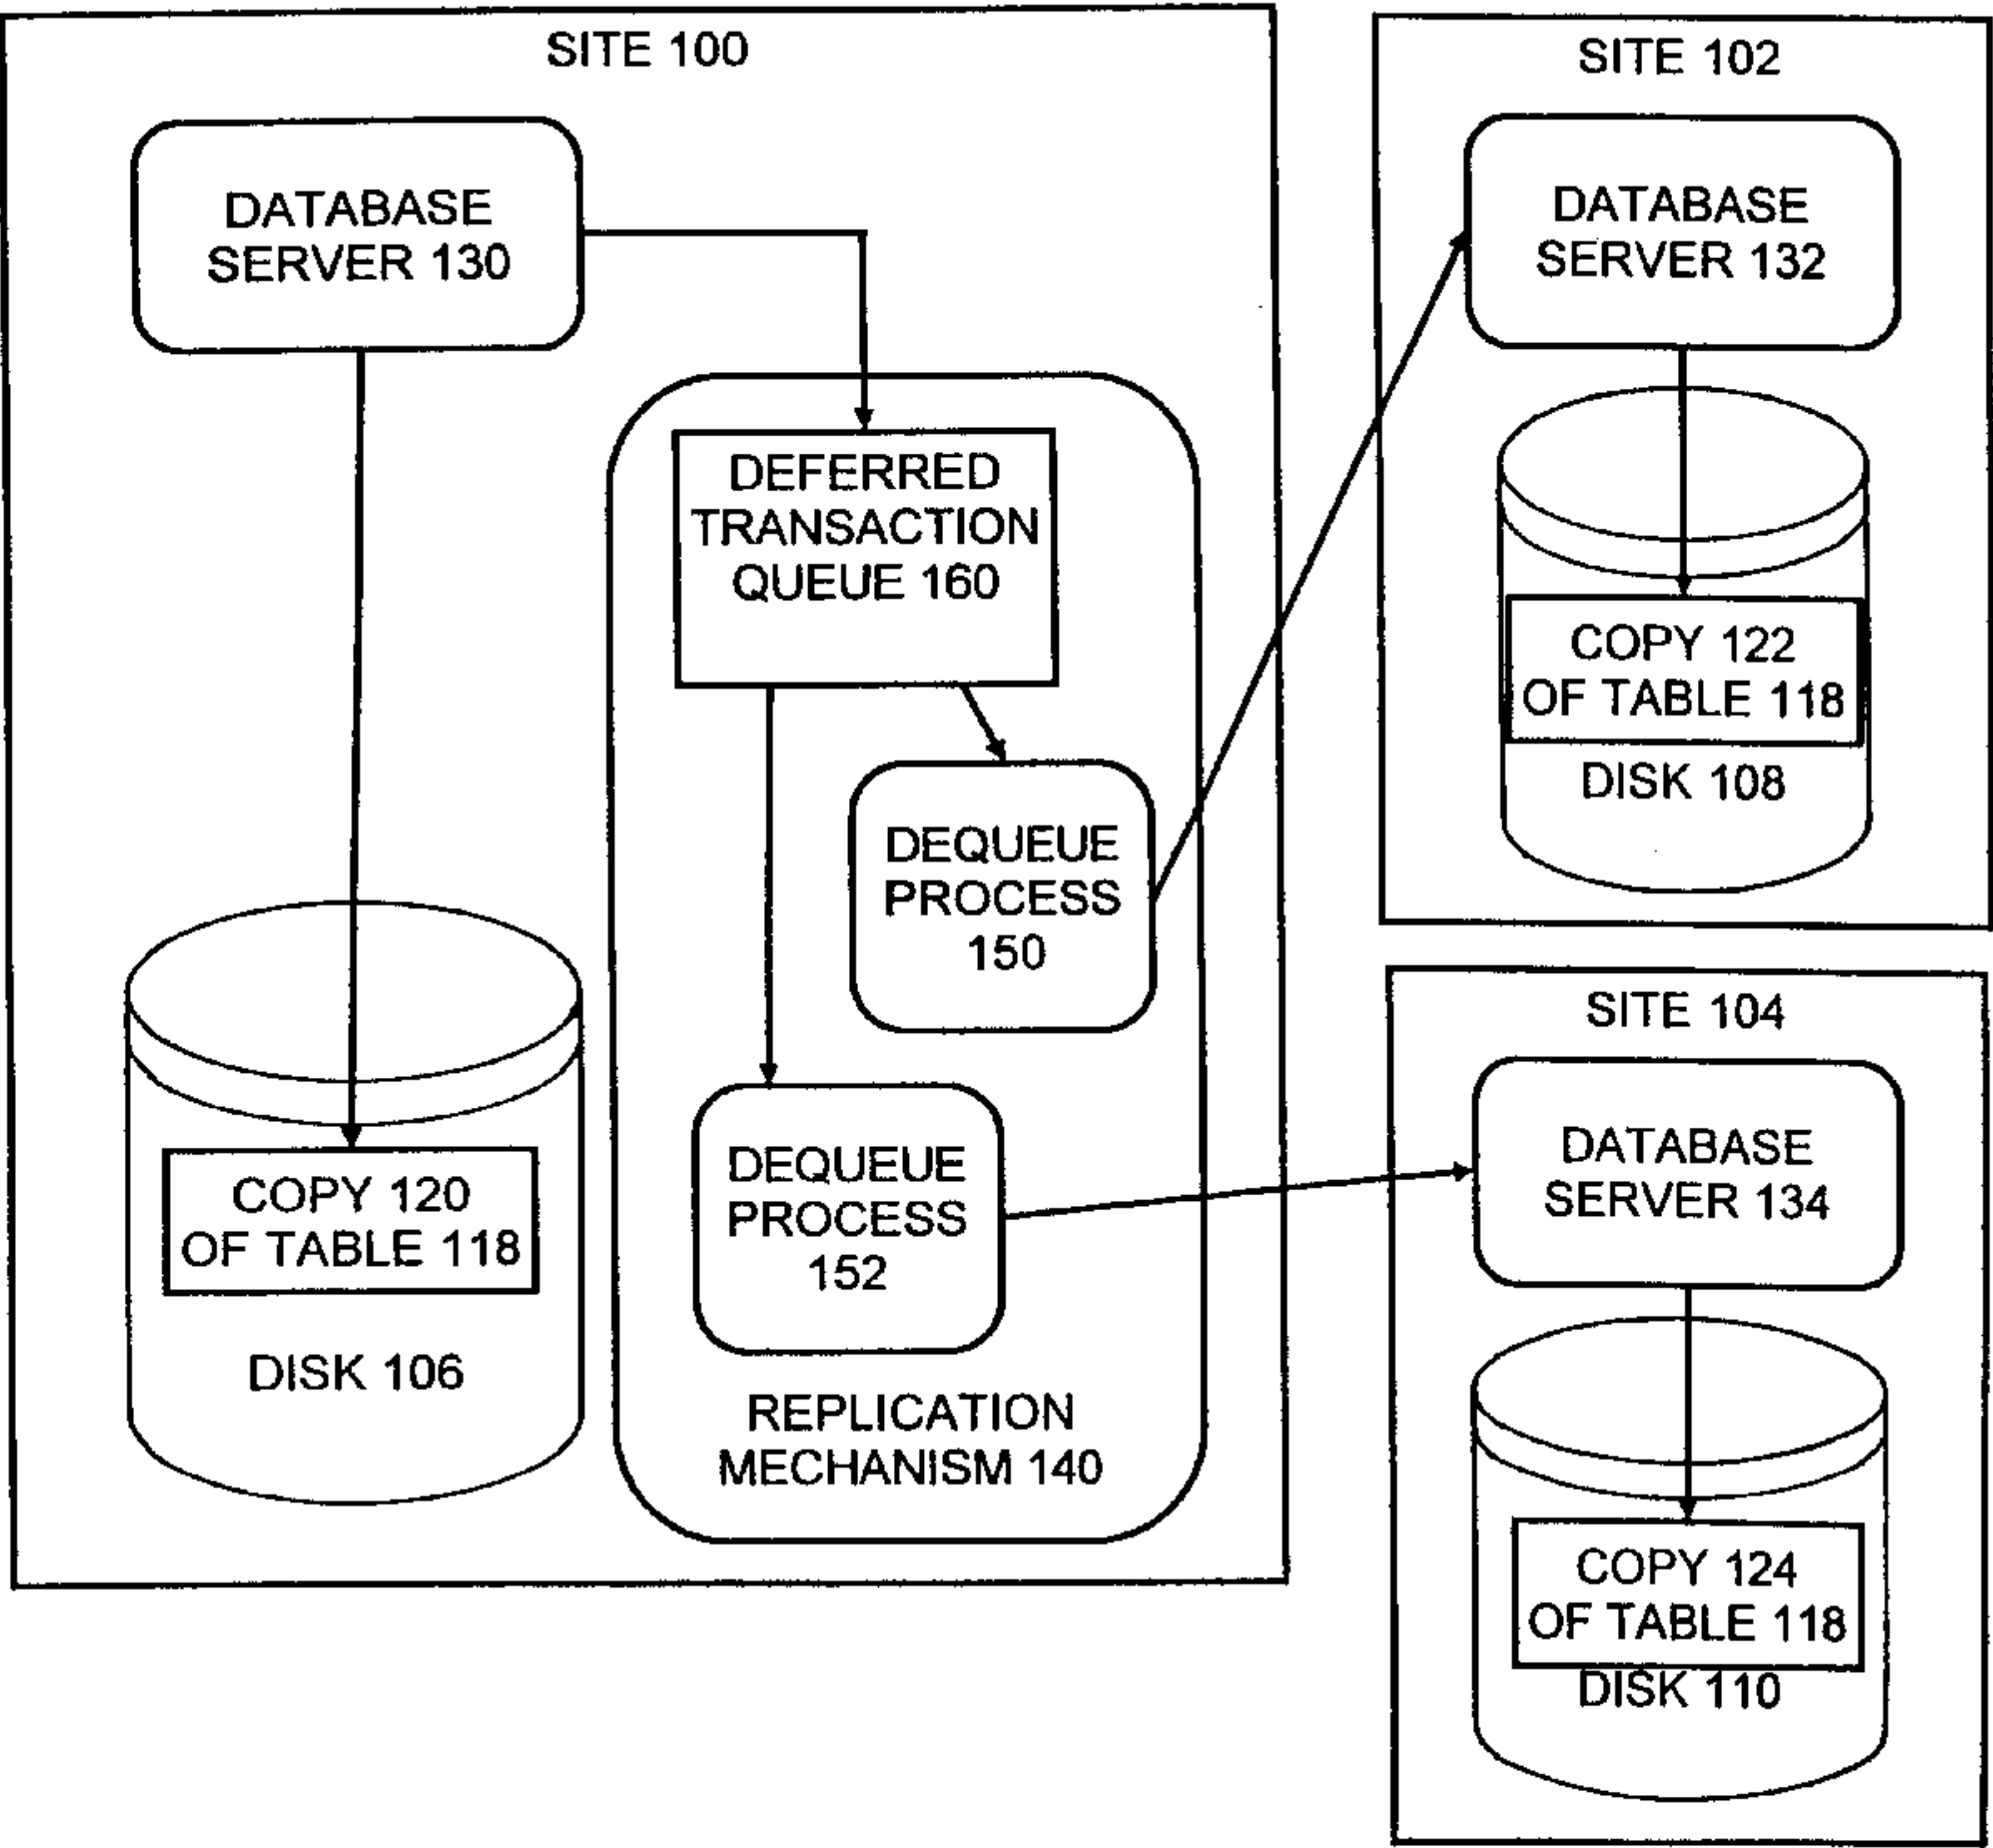 SITE 100
DATABASE
SERVER 130
DEFERRED
TRANSACTION
QUEUE 160
DEQUEUE
PROCESS
150
DEQUEUE
PROCESS
152
REPLICATION
MECHANISM 140
COPY 120
OF TABLE 118
DISK 106
SITE 102
DATABASE
SERVER 132
COPY 122
OF TABLE 118
DISK 108
SITE 104
DATABASE
SERVER 134
COPY 124
OF TABLE 118
DISK 110